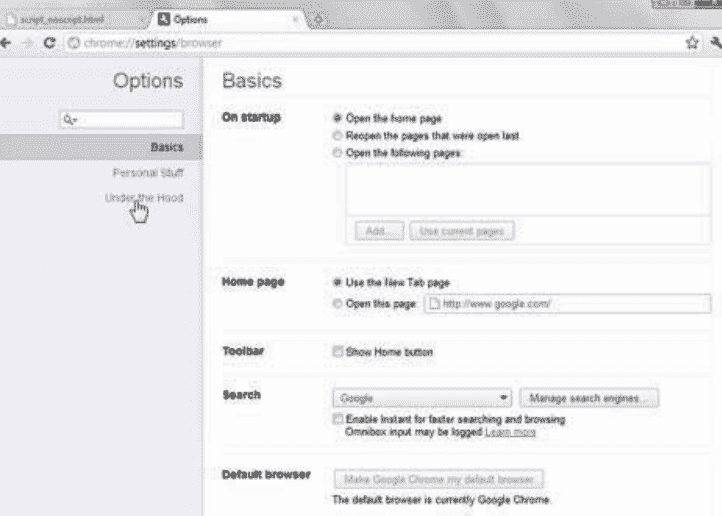 script_noscript.html
Options
chrome://settings/browser
Options
Basics
Personal Stuff
Under the Hood
Basics
On startup
Open the home page
Reopen the pages that were open last
Open the following pages:
Add...
Use current pages
Home page
Use the New Tab page
Open this page:
http://www.google.com/
Toolbar
Show Home button
Search
Google
Manage search engines...
Enable Instant for faster searching and browsing
Omnibox input may be logged Learn more
Default browser
Make Google Chrome my default browser
The default browser is currently Google Chrome.